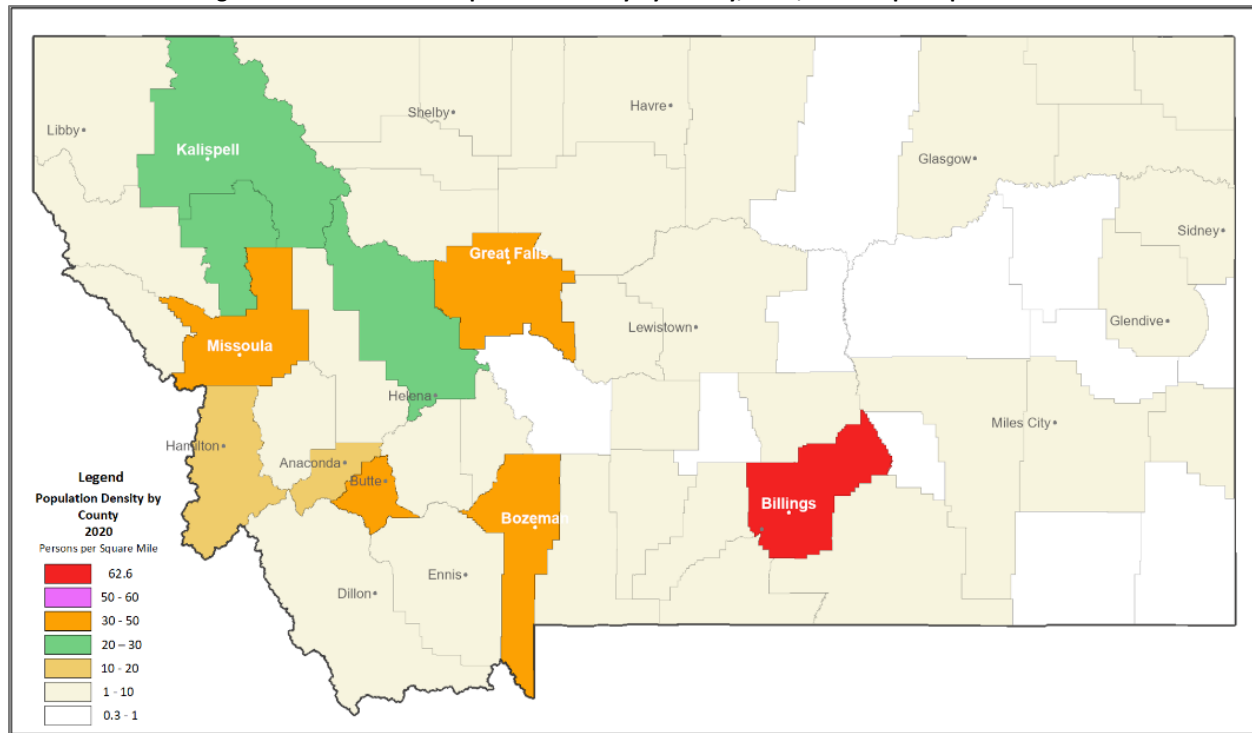 Libby
Shelby
Havre
Kalispell
Glasgow
Great Falls
Sidney
Lewistown
Glendive
Missoula
Helena
Miles City
Hamilton
Anaconda
Butte
Billings
Bozeman
Ennis
Dillon
Legend
Population Density by
County
2020
Persons per Square Mile
62.6
50 - 60
30 - 50
20 – 30
10 - 20
1 - 10
0.3 - 1